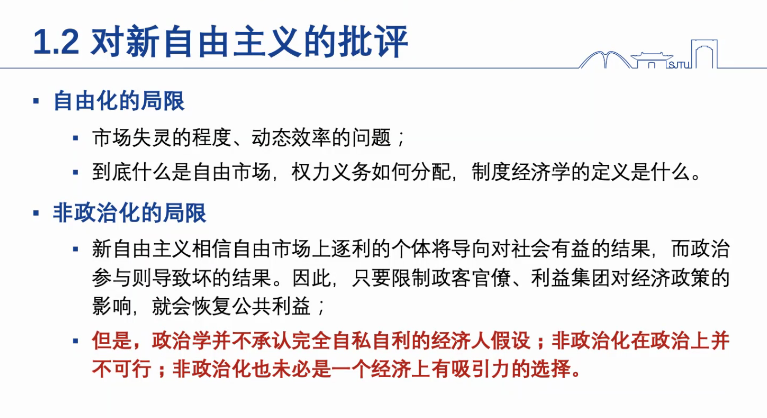 1.2 对新自由主义的批评
SJTU
▪ 自由化的局限
▪ 市场失灵的程度、动态效率的问题；
▪ 到底什么是自由市场，权力义务如何分配，制度经济学的定义是什么。
▪ 非政治化的局限
▪ 新自由主义相信自由市场上逐利的个体将导向对社会有益的结果，而政治
参与则导致坏的结果。因此，只要限制政客官僚、利益集团对经济政策的
影响，就会恢复公共利益；
▪ 但是，政治学并不承认完全自私自利的经济人假设；非政治化在政治上并
不可行；非政治化也未必是一个经济上有吸引力的选择。